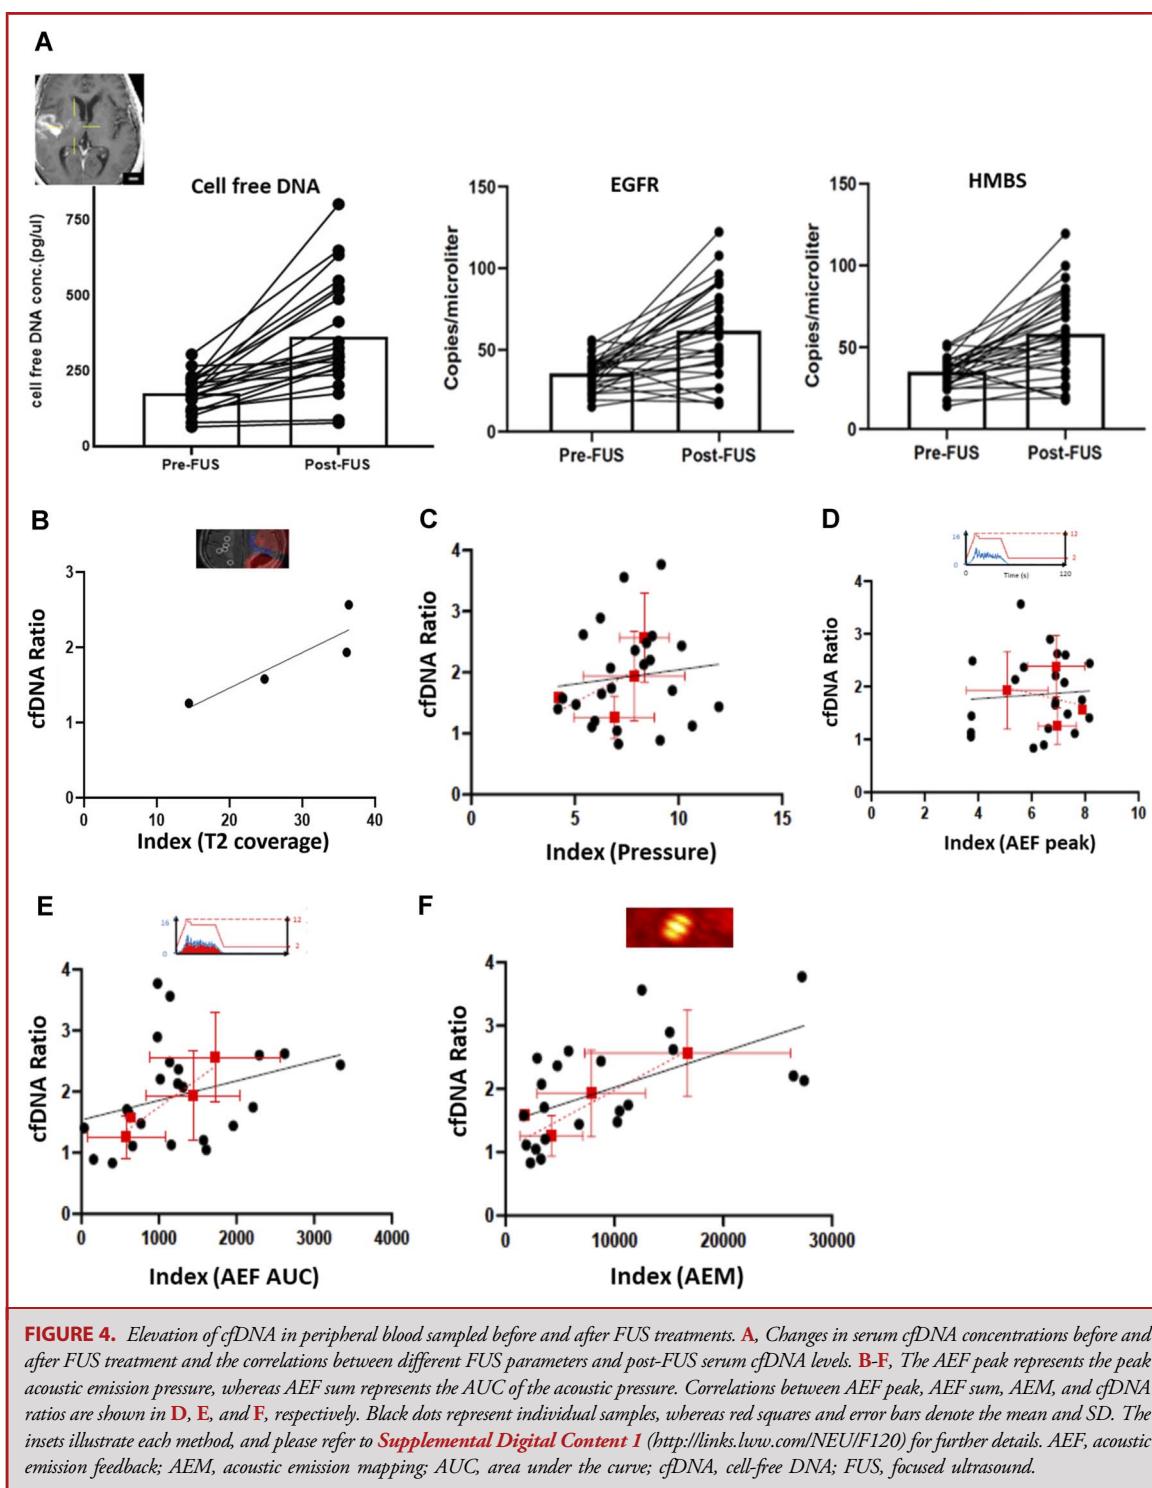 A
Cell free DNA
cell free DNA conc.(pg/ul)
750
500
250
0
Pre-FUS
Post-FUS
EGFR
Copies/microliter
150
100
50
0
Pre-FUS
Post-FUS
HMBS
Copies/microliter
150
100
50
0
Pre-FUS
Post-FUS
B
cfDNA Ratio
3
2
1
0
0 10 20 30 40
Index (T2 coverage)
C
cfDNA Ratio
4
3
2
1
0
0 5 10 15
Index (Pressure)
D
16
0
12
2
0 Time (s) 120
cfDNA Ratio
4
3
2
1
0
0 2 4 6 8 10
Index (AEF peak)
E
16
0
12
2
cfDNA Ratio
4
3
2
1
0
0 1000 2000 3000 4000
Index (AEF AUC)
F
cfDNA Ratio
4
3
2
1
0
0 10000 20000 30000
Index (AEM)
FIGURE 4. Elevation of cfDNA in peripheral blood sampled before and after FUS treatments. A, Changes in serum cfDNA concentrations before and
after FUS treatment and the correlations between different FUS parameters and post-FUS serum cfDNA levels. B-F, The AEF peak represents the peak
acoustic emission pressure, whereas AEF sum represents the AUC of the acoustic pressure. Correlations between AEF peak, AEF sum, AEM, and cfDNA
ratios are shown in D, E, and F, respectively. Black dots represent individual samples, whereas red squares and error bars denote the mean and SD. The
insets illustrate each method, and please refer to Supplemental Digital Content 1 (http://links.lww.com/NEU/F120) for further details. AEF, acoustic
emission feedback; AEM, acoustic emission mapping; AUC, area under the curve; cfDNA, cell-free DNA; FUS, focused ultrasound.